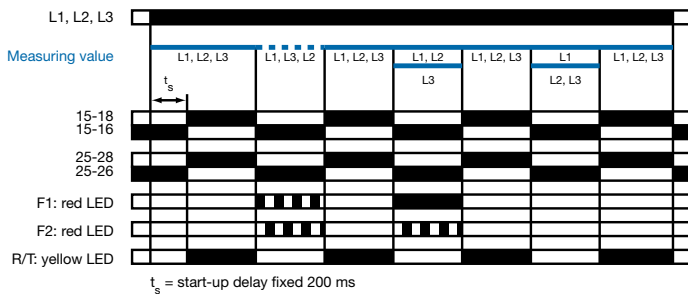 L1, L2, L3
Measuring value
L1, L2, L3
L1, L3, L2
L1, L2, L3
L1, L2
L1, L2, L3
L1
L1, L2, L3
L3
L2, L3
ts
15-18
15-16
25-28
25-26
F1: red LED
F2: red LED
R/T: yellow LED
ts = start-up delay fixed 200 ms